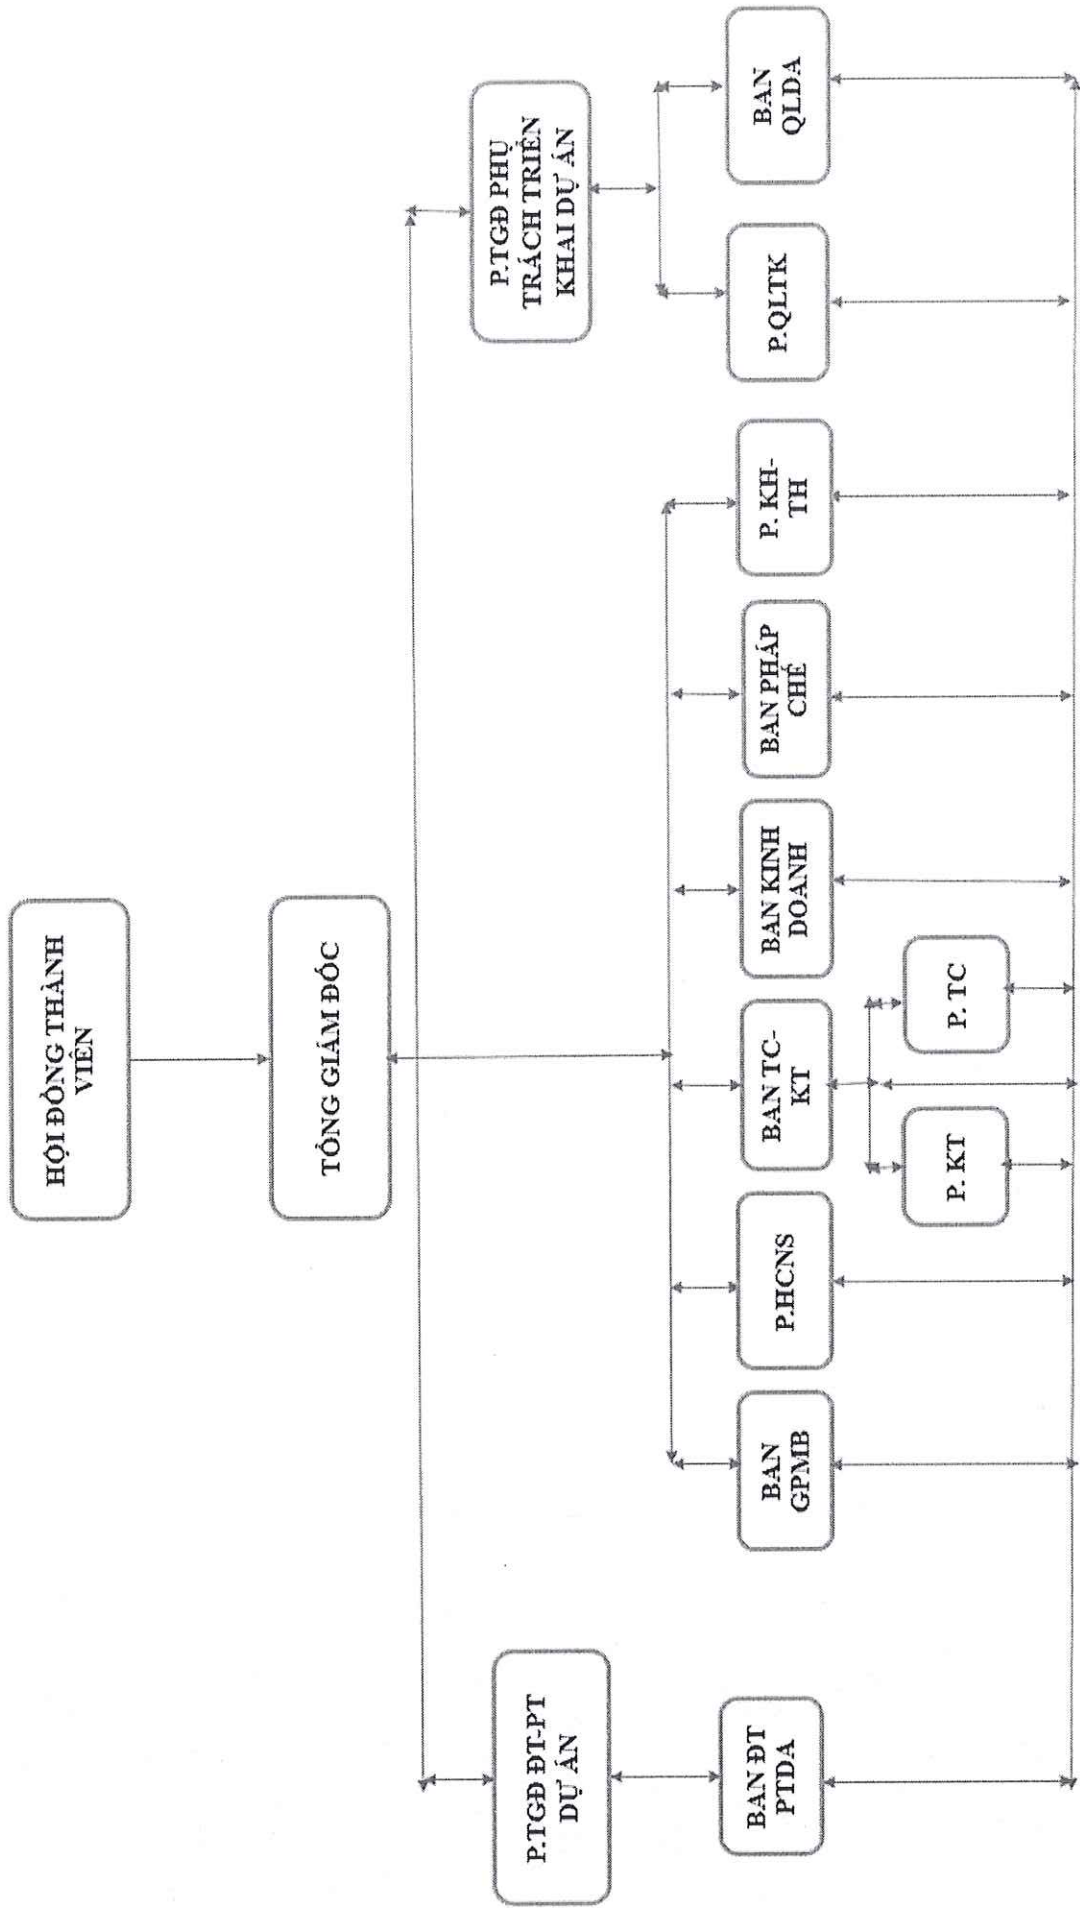 HỘI ĐỒNG THÀNH
VIÊN
TỔNG GIÁM ĐỐC
P.TGĐ ĐT-PT
DỰ ÁN
P.TGĐ PHỤ
TRÁCH TRIỂN
KHAI DỰ ÁN
BAN ĐT
PTDA
BAN
GPMB
P.HCNS
BAN TC-
KT
BAN KINH
DOANH
BAN PHÁP
CHẾ
P. KH-
TH
P.QLTK
BAN
QLDA
P. KT
P. TC